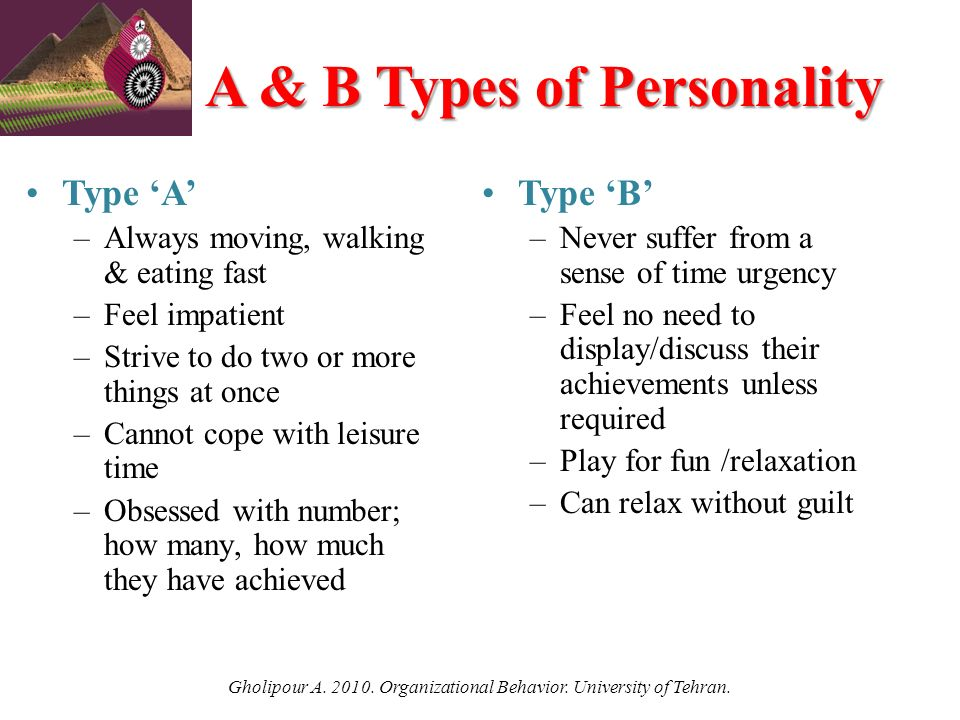 A & B Types of Personality
• Type ‘A’
– Always moving, walking
& eating fast
– Feel impatient
– Strive to do two or more
things at once
– Cannot cope with leisure
time
– Obsessed with number;
how many, how much
they have achieved
• Type ‘B’
– Never suffer from a
sense of time urgency
– Feel no need to
display/discuss their
achievements unless
required
– Play for fun /relaxation
– Can relax without guilt
Gholipour A. 2010. Organizational Behavior. University of Tehran.